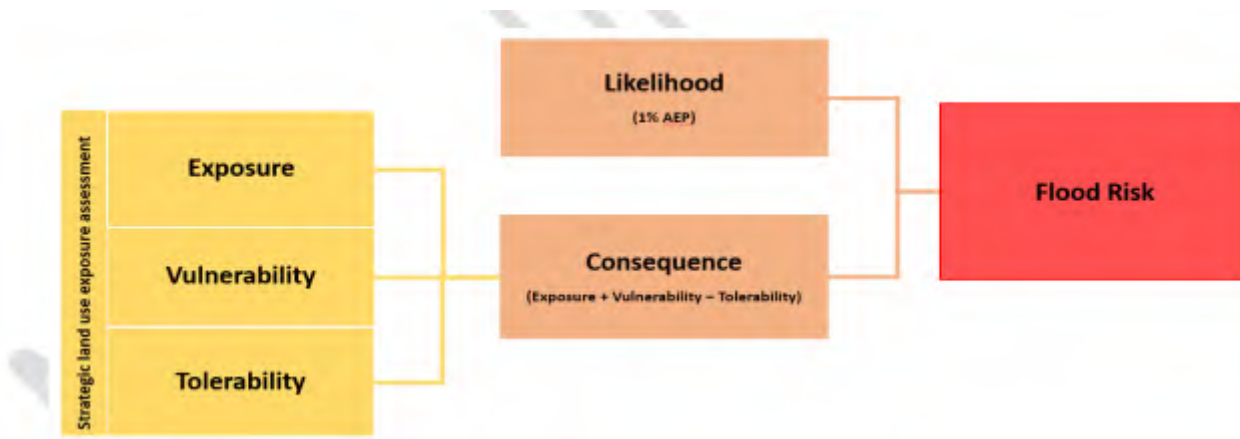 Strategic land use exposure assessment
Exposure
Vulnerability
Tolerability
Likelihood
(1% AEP)
Consequence
(Exposure + Vulnerability – Tolerability)
Flood Risk